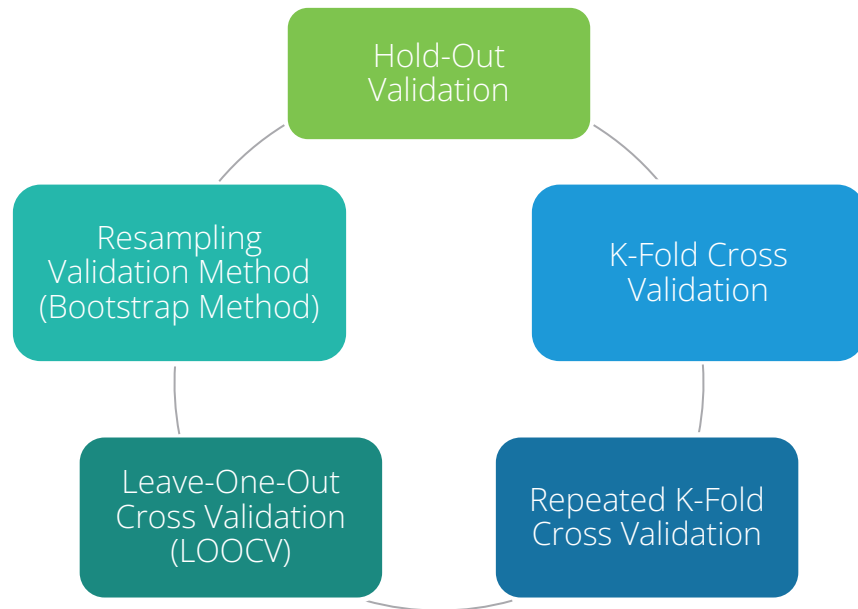 Hold-Out
Validation
K-Fold Cross
Validation
Repeated K-Fold
Cross Validation
Leave-One-Out
Cross Validation
(LOOCV)
Resampling
Validation Method
(Bootstrap Method)